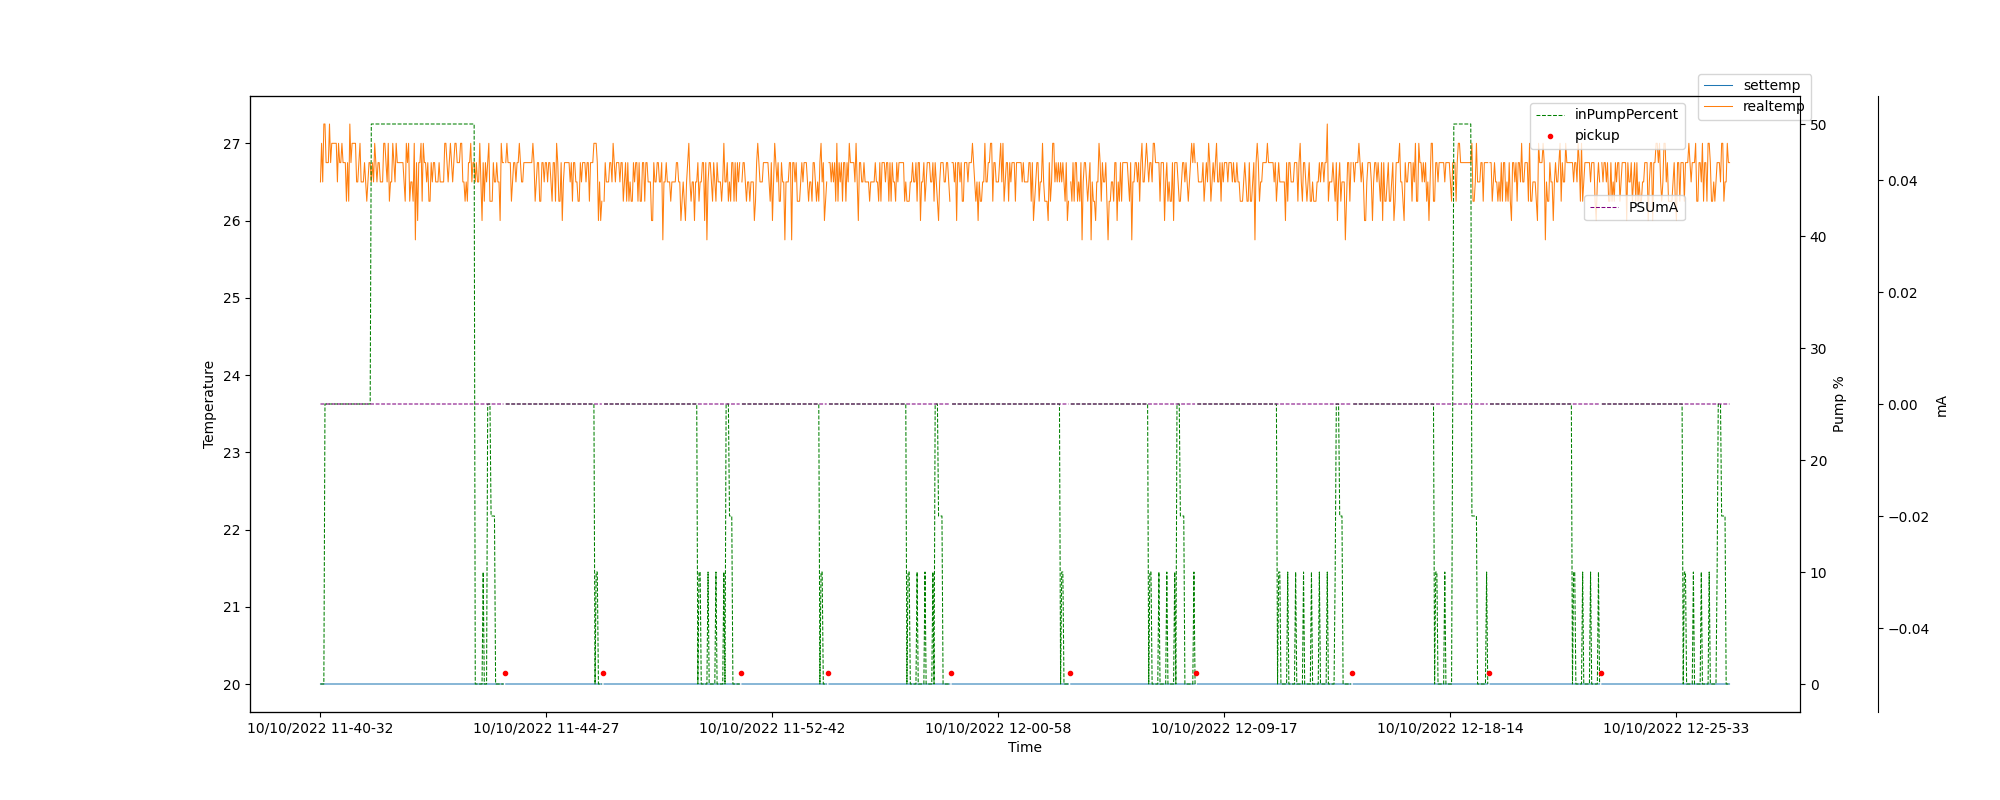 settemp
realtemp
inPumpPercent
pickup
PSUmA
27
26
25
24
23
22
21
20
Temperature
50
40
30
20
10
0
Pump %
0.04
0.02
0.00
−0.02
−0.04
mA
10/10/2022 11-40-32
10/10/2022 11-44-27
10/10/2022 11-52-42
10/10/2022 12-00-58
10/10/2022 12-09-17
10/10/2022 12-18-14
10/10/2022 12-25-33
Time